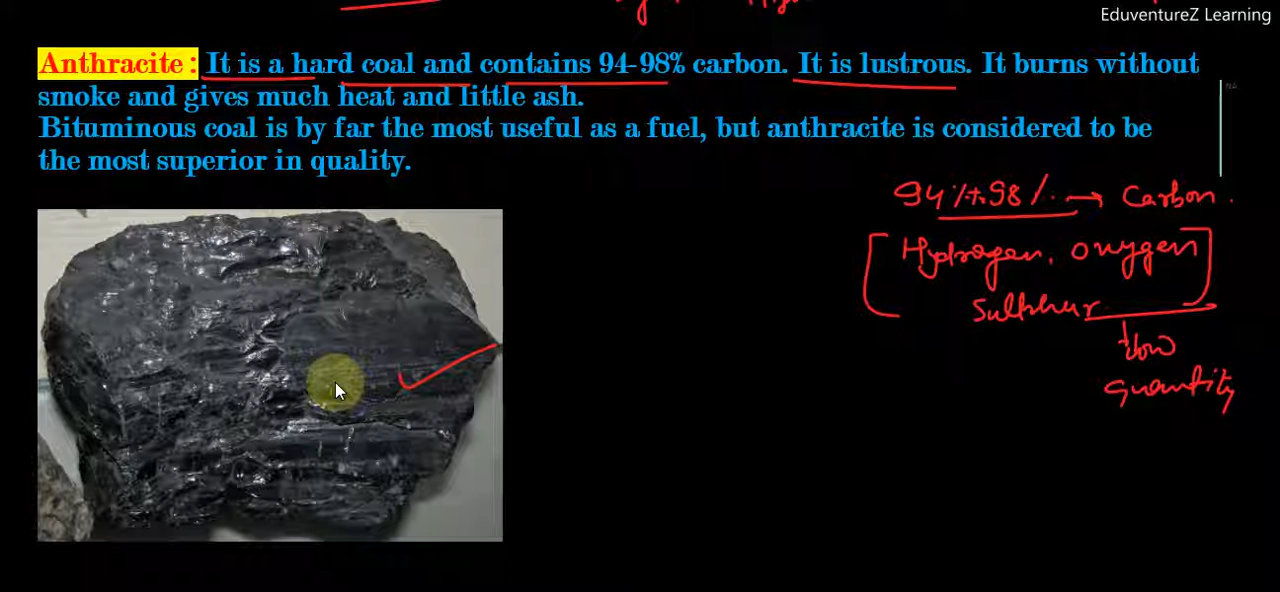 EduventureZ Learning
Anthracite : It is a hard coal and contains 94-98% carbon. It is lustrous. It burns without
smoke and gives much heat and little ash.
Bituminous coal is by far the most useful as a fuel, but anthracite is considered to be
the most superior in quality.
NA
94% to 98% → Carbon.
[Hydrogen, oxygen
Sulphur]
↓ low
quantity